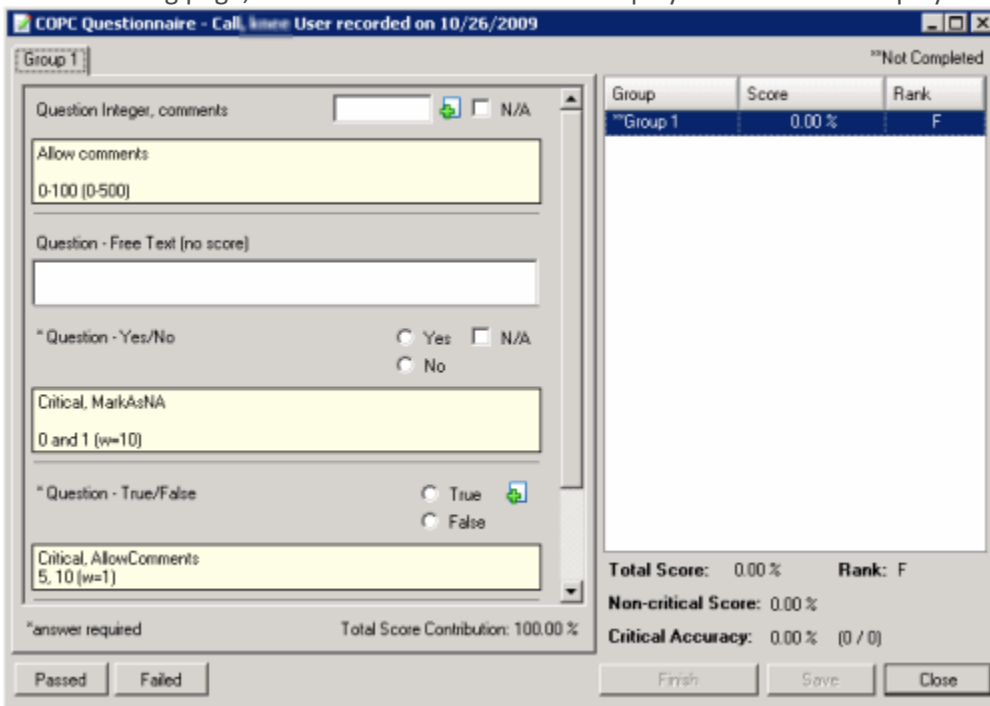 COPC Questionnaire - Call, User recorded on 10/26/2009
Group 1
**Not Completed
Question Integer, comments N/A
Allow comments
0-100 (0-500)
Question - Free Text (no score)
* Question - Yes/No Yes N/A
No
Critical, MarkAsNA
0 and 1 (w=10)
* Question - True/False True
False
Critical, AllowComments
5, 10 (w=1)
*answer required Total Score Contribution: 100.00 %
Passed Failed
Group Score Rank
**Group 1 0.00 % F
Total Score: 0.00 % Rank: F
Non-critical Score: 0.00 %
Critical Accuracy: 0.00 % (0 / 0)
Finish Save Close